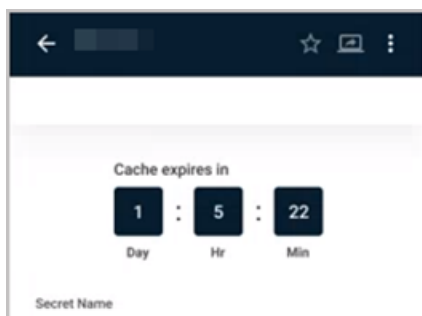 Cache expires in
1 : 5 : 22
Day Hr Min
Secret Name